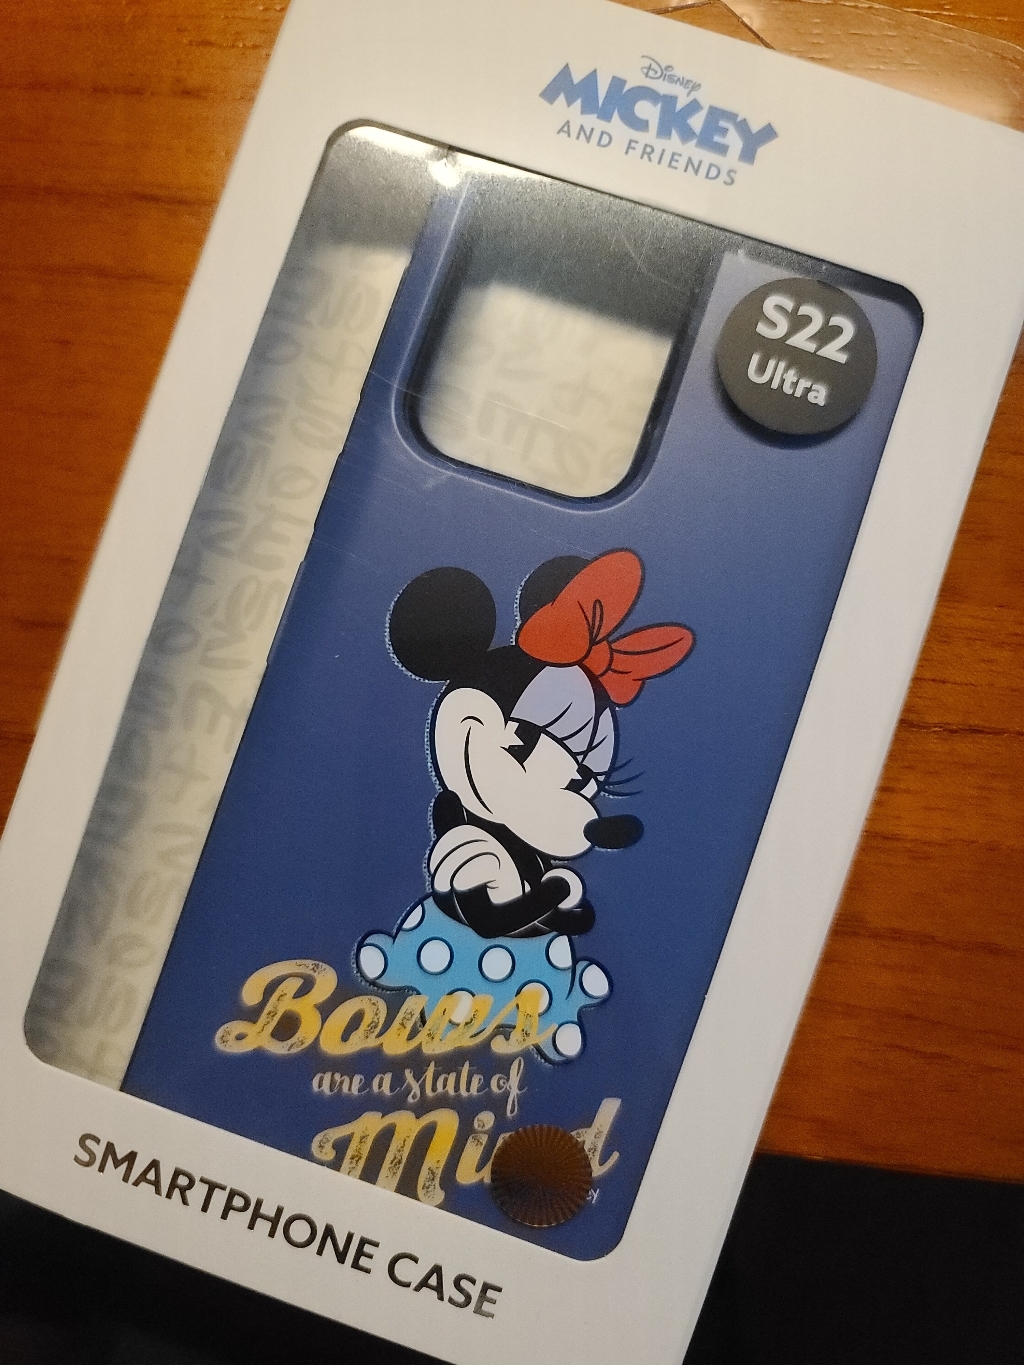 Disney
MICKEY
AND FRIENDS
S22
Ultra
Bows
are a state of
SMARTPHONE CASE